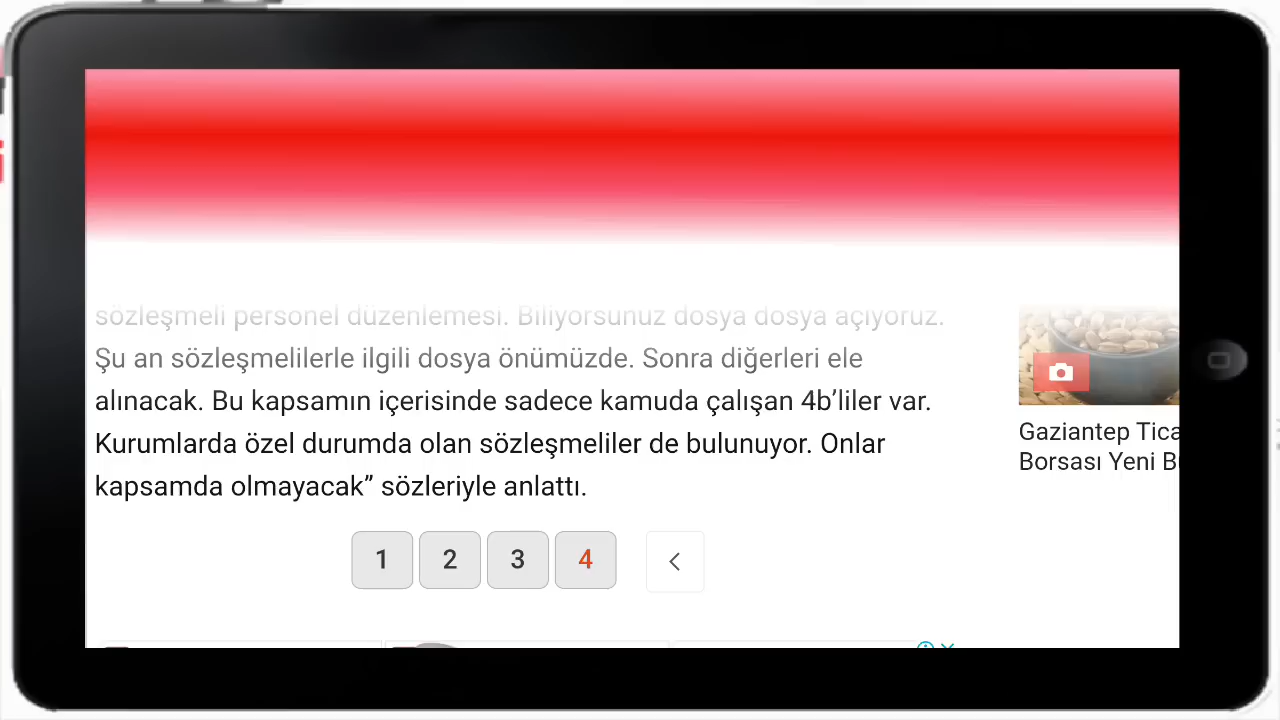 sözleşmeli personel düzenlemesi. Biliyorsunuz dosya dosya açıyoruz.
Şu an sözleşmelilerle ilgili dosya önümüzde. Sonra diğerleri ele
alınacak. Bu kapsamın içerisinde sadece kamuda çalışan 4b’liler var.
Kurumlarda özel durumda olan sözleşmeliler de bulunuyor. Onlar
kapsamda olmayacak” sözleriyle anlattı.
1 2 3 4
Gaziantep Tica
Borsası Yeni B